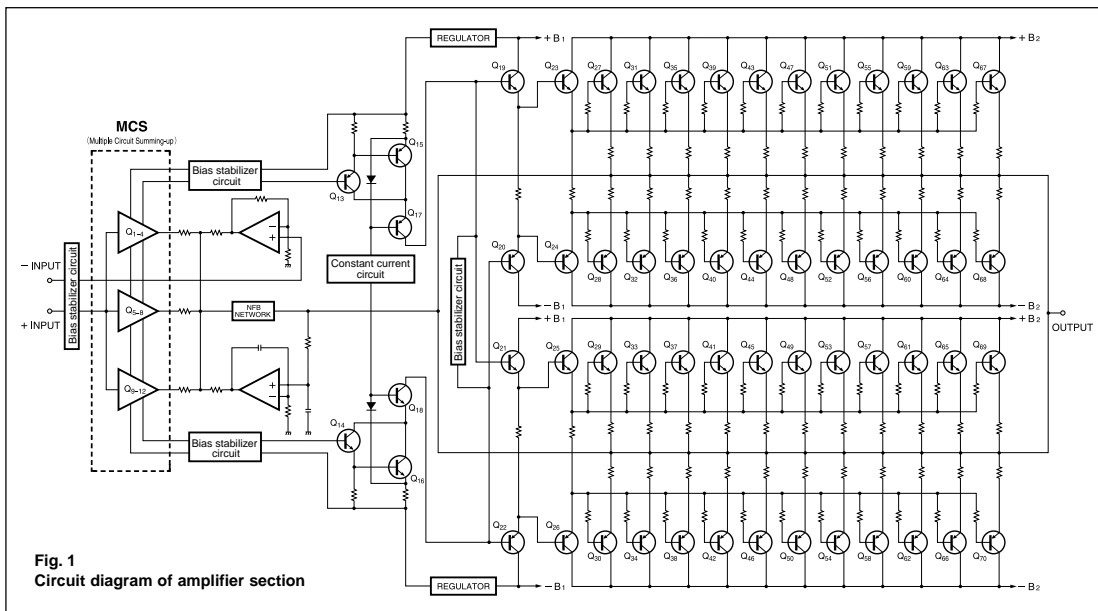 REGULATOR
+ B1
+ B2
Q19
Q23
Q27
Q31
Q35
Q39
Q43
Q47
Q51
Q55
Q59
Q63
Q67
MCS
(Multiple Circuit Summing-up)
Bias stabilizer
circuit
Q15
Q13
Q17
Q1–4
− INPUT
+ INPUT
Bias stabilizer circuit
−
+
Constant current
circuit
Bias stabilizer circuit
Q20
Q24
Q28
Q32
Q36
Q40
Q44
Q48
Q52
Q56
Q60
Q64
Q68
Q5–8
NFB
NETWORK
− B1
− B2
+ B1
+ B2
OUTPUT
Q21
Q25
Q29
Q33
Q37
Q41
Q45
Q49
Q53
Q57
Q61
Q65
Q69
Q9–12
+
−
Q18
Q14
Bias stabilizer
circuit
Q16
Q22
Q26
Q30
Q34
Q38
Q42
Q46
Q50
Q54
Q58
Q62
Q66
Q70
Fig. 1
Circuit diagram of amplifier section
REGULATOR
− B1
− B2